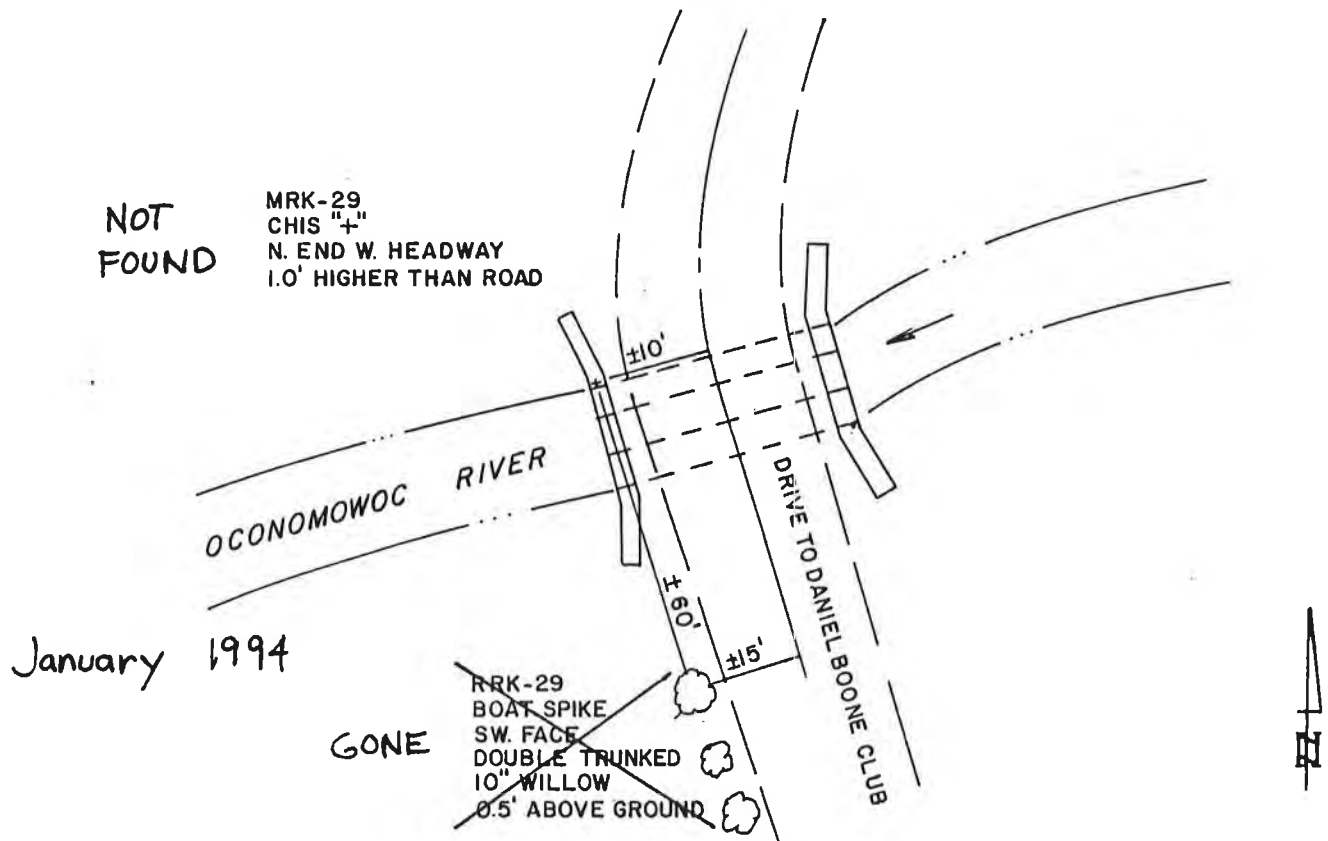 NOT
FOUND
MRK-29
CHIS "+"
N. END W. HEADWAY
1.0' HIGHER THAN ROAD
±10'
OCONOMOWOC RIVER
DRIVE TO DANIEL BOONE CLUB
±60'
±15'
January 1994
GONE
RRK-29
BOAT SPIKE
SW. FACE
DOUBLE TRUNKED
10" WILLOW
0.5' ABOVE GROUND
N